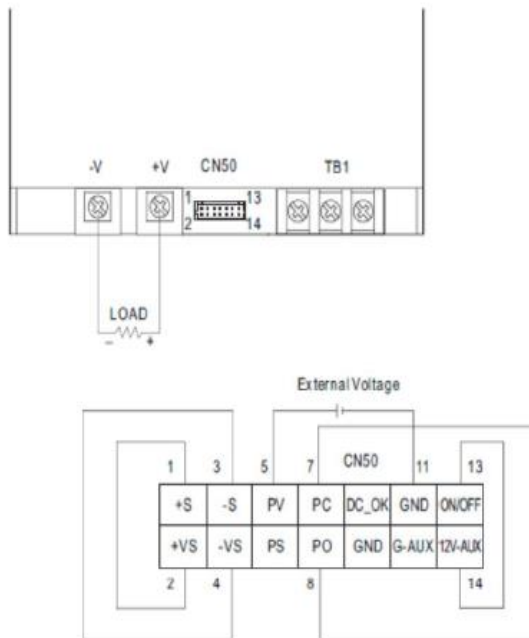 -V +V CN50 TB1
1 13
2 14
LOAD
- +
External Voltage
1 3 5 7 CN50 11 13
+S -S PV PC DC_OK GND ON/OFF
+VS -VS PS PO GND G-AUX 12V-AUX
2 4 8 14